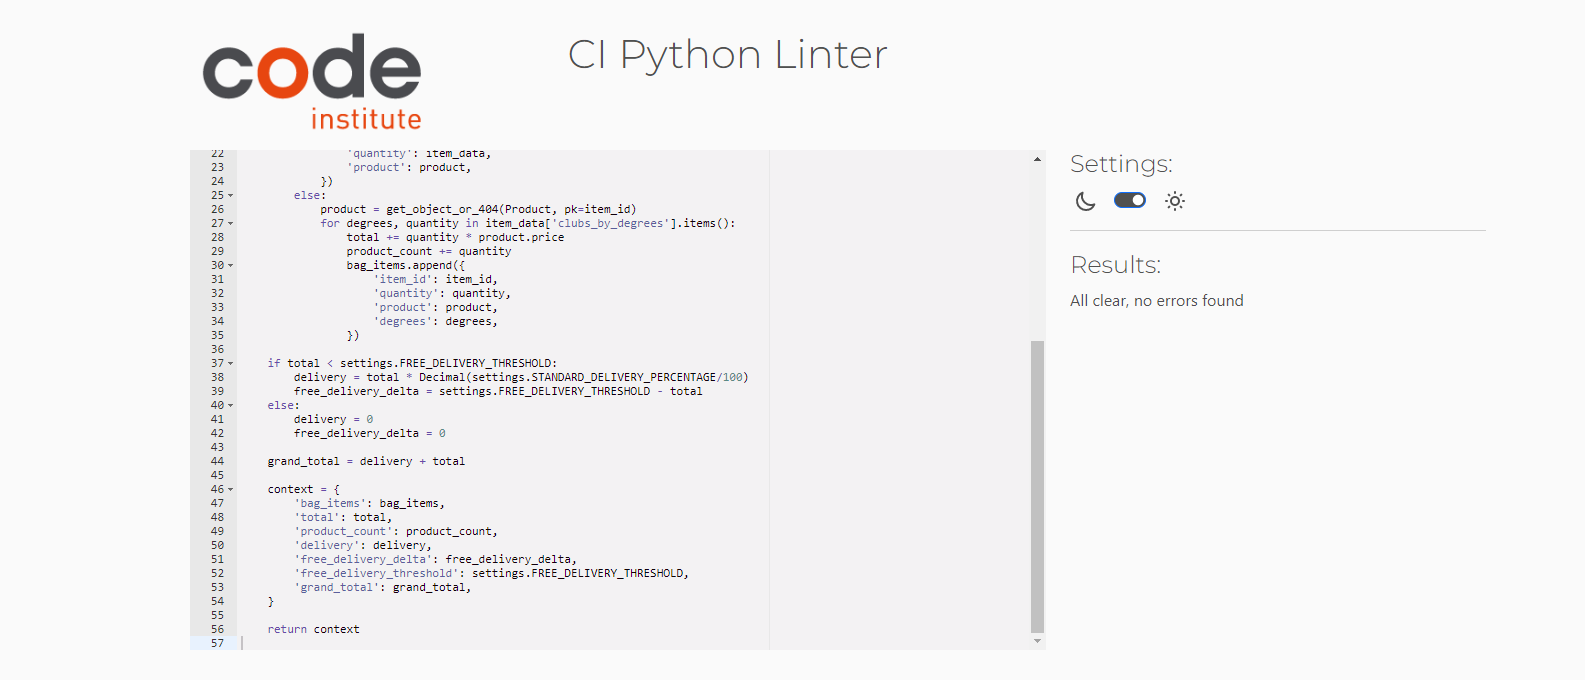 code
institute
CI Python Linter
22 'quantity': item_data,
23 'product': product,
24 })
25 else:
26 product = get_object_or_404(Product, pk=item_id)
27 for degrees, quantity in item_data['clubs_by_degrees'].items():
28 total += quantity * product.price
29 product_count += quantity
30 bag_items.append({
31 'item_id': item_id,
32 'quantity': quantity,
33 'product': product,
34 'degrees': degrees,
35 })
36
37 if total < settings.FREE_DELIVERY_THRESHOLD:
38 delivery = total * Decimal(settings.STANDARD_DELIVERY_PERCENTAGE/100)
39 free_delivery_delta = settings.FREE_DELIVERY_THRESHOLD - total
40 else:
41 delivery = 0
42 free_delivery_delta = 0
43
44 grand_total = delivery + total
45
46 context = {
47 'bag_items': bag_items,
48 'total': total,
49 'product_count': product_count,
50 'delivery': delivery,
51 'free_delivery_delta': free_delivery_delta,
52 'free_delivery_threshold': settings.FREE_DELIVERY_THRESHOLD,
53 'grand_total': grand_total,
54 }
55
56 return context
57
Settings:
Results:
All clear, no errors found